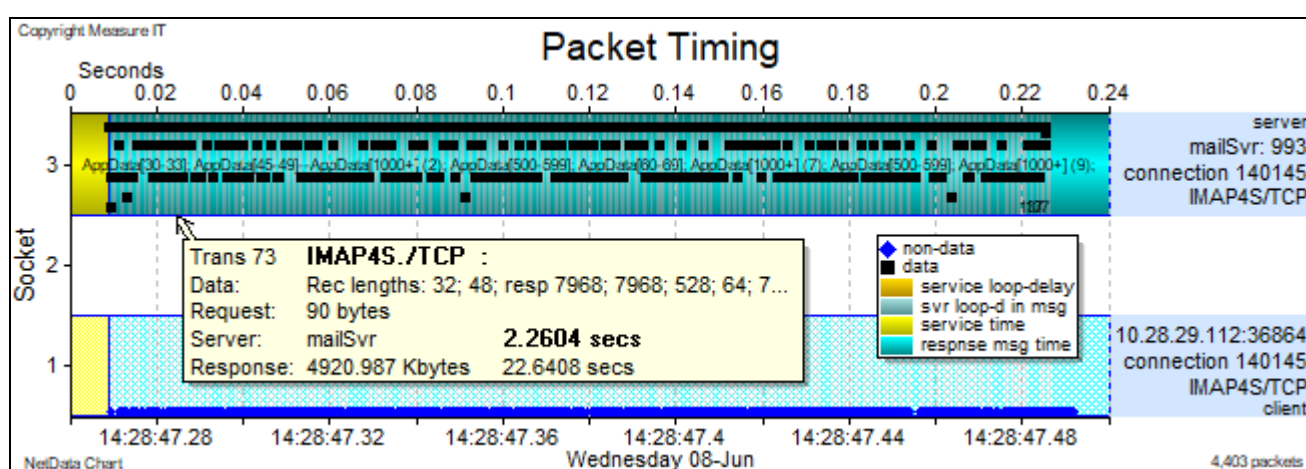 Copyright Measure IT
Packet Timing
Seconds
0 0.02 0.04 0.06 0.08 0.1 0.12 0.14 0.16 0.18 0.2 0.22 0.24
server
mailSvr: 993
connection 140145
IMAP4S/TCP
3
AppData[30-33]; AppData[45-49]--AppData[1000+] (2); AppData[500-599]; AppData[60-69]; AppData[1000+] (7); AppData[500-599]; AppData[1000+] (9);
Socket
2
Trans 73 IMAP4S./TCP :
Data: Rec lengths: 32; 48; resp 7968; 7968; 528; 64; 7...
Request: 90 bytes
Server: mailSvr 2.2604 secs
Response: 4920.987 Kbytes 22.6408 secs
non-data
data
service loop-delay
svr loop-d in msg
service time
respnse msg time
1
10.28.29.112:36864
connection 140145
IMAP4S/TCP
client
14:28:47.28 14:28:47.32 14:28:47.36 14:28:47.4 14:28:47.44 14:28:47.48
NetData Chart
Wednesday 08-Jun
4,403 packets